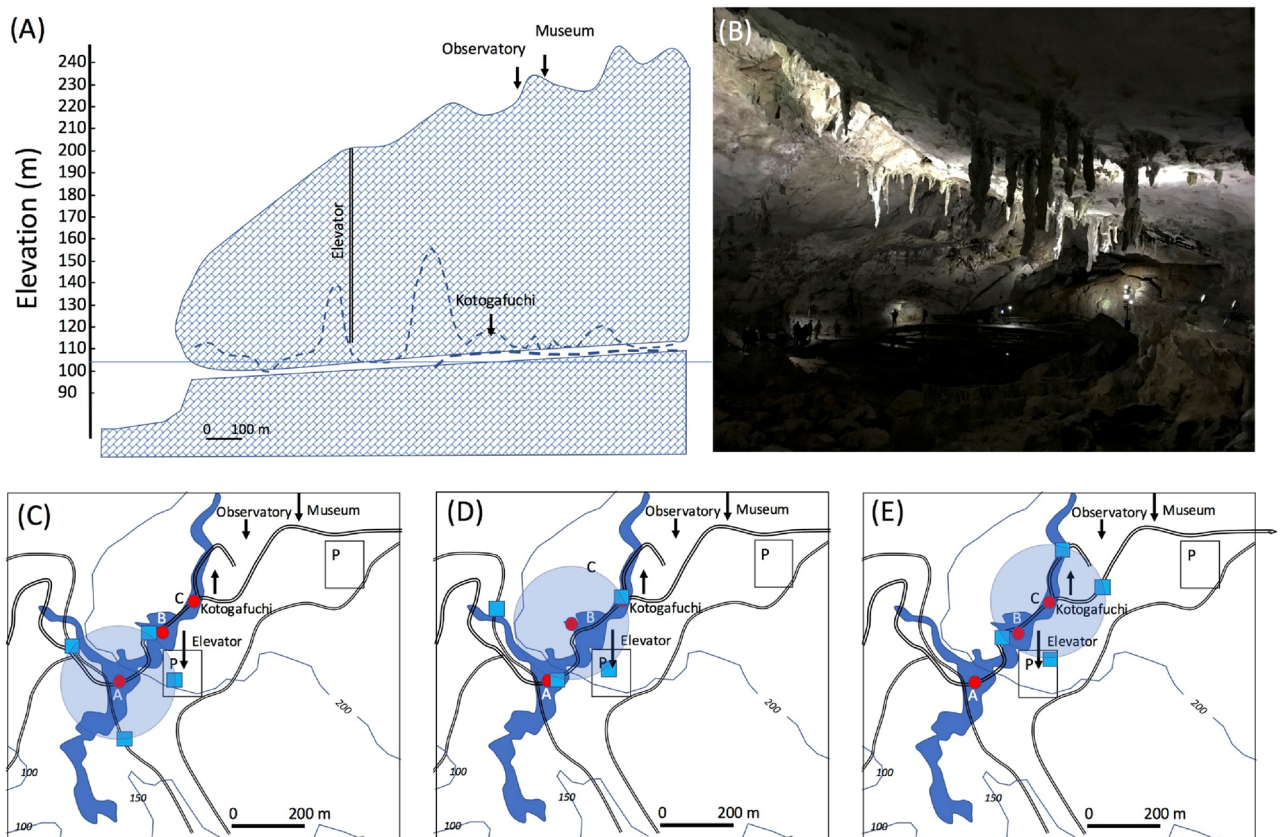 (A)
Elevation (m)
240
230
220
210
200
190
180
170
160
150
140
130
120
110
100
90
Observatory
Museum
Elevator
Kotogafuchi
0 100 m
(B)
(C)
Observatory
Museum
P
C
Kotogafuchi
B
Elevator
P
A
200
100
150
100
0 200 m
(D)
Observatory
Museum
P
C
Kotogafuchi
B
Elevator
P
A
200
100
150
100
0 200 m
(E)
Observatory
Museum
P
C
Kotogafuchi
B
Elevator
P
A
200
100
150
100
0 200 m